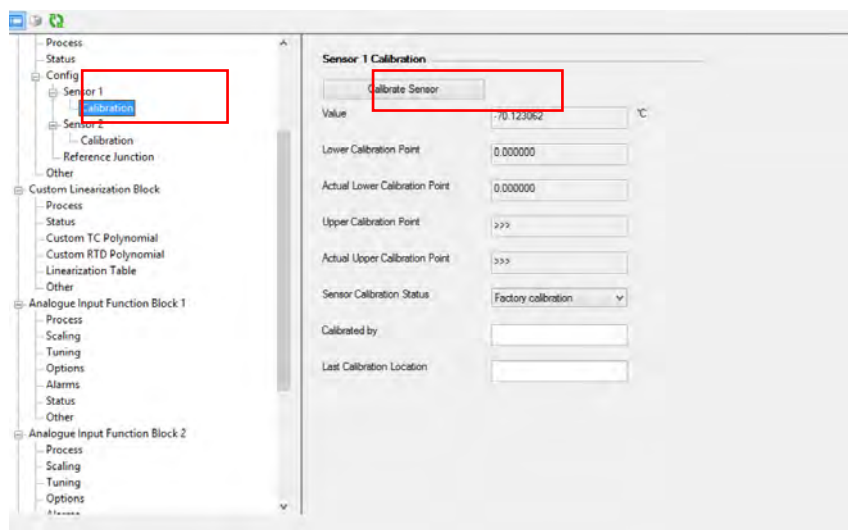 Process
Status
Config
Sensor 1
Calibration
Sensor 2
Calibration
Reference Junction
Other
Custom Linearization Block
Process
Status
Custom TC Polynomial
Custom RTD Polynomial
Linearization Table
Other
Analogue Input Function Block 1
Process
Scaling
Tuning
Options
Alarms
Status
Other
Analogue Input Function Block 2
Process
Scaling
Tuning
Options
Sensor 1 Calibration
Calibrate Sensor
Value -70.123062 °C
Lower Calibration Point 0.000000
Actual Lower Calibration Point 0.000000
Upper Calibration Point >>>
Actual Upper Calibration Point >>>
Sensor Calibration Status Factory calibration
Calibrated by
Last Calibration Location